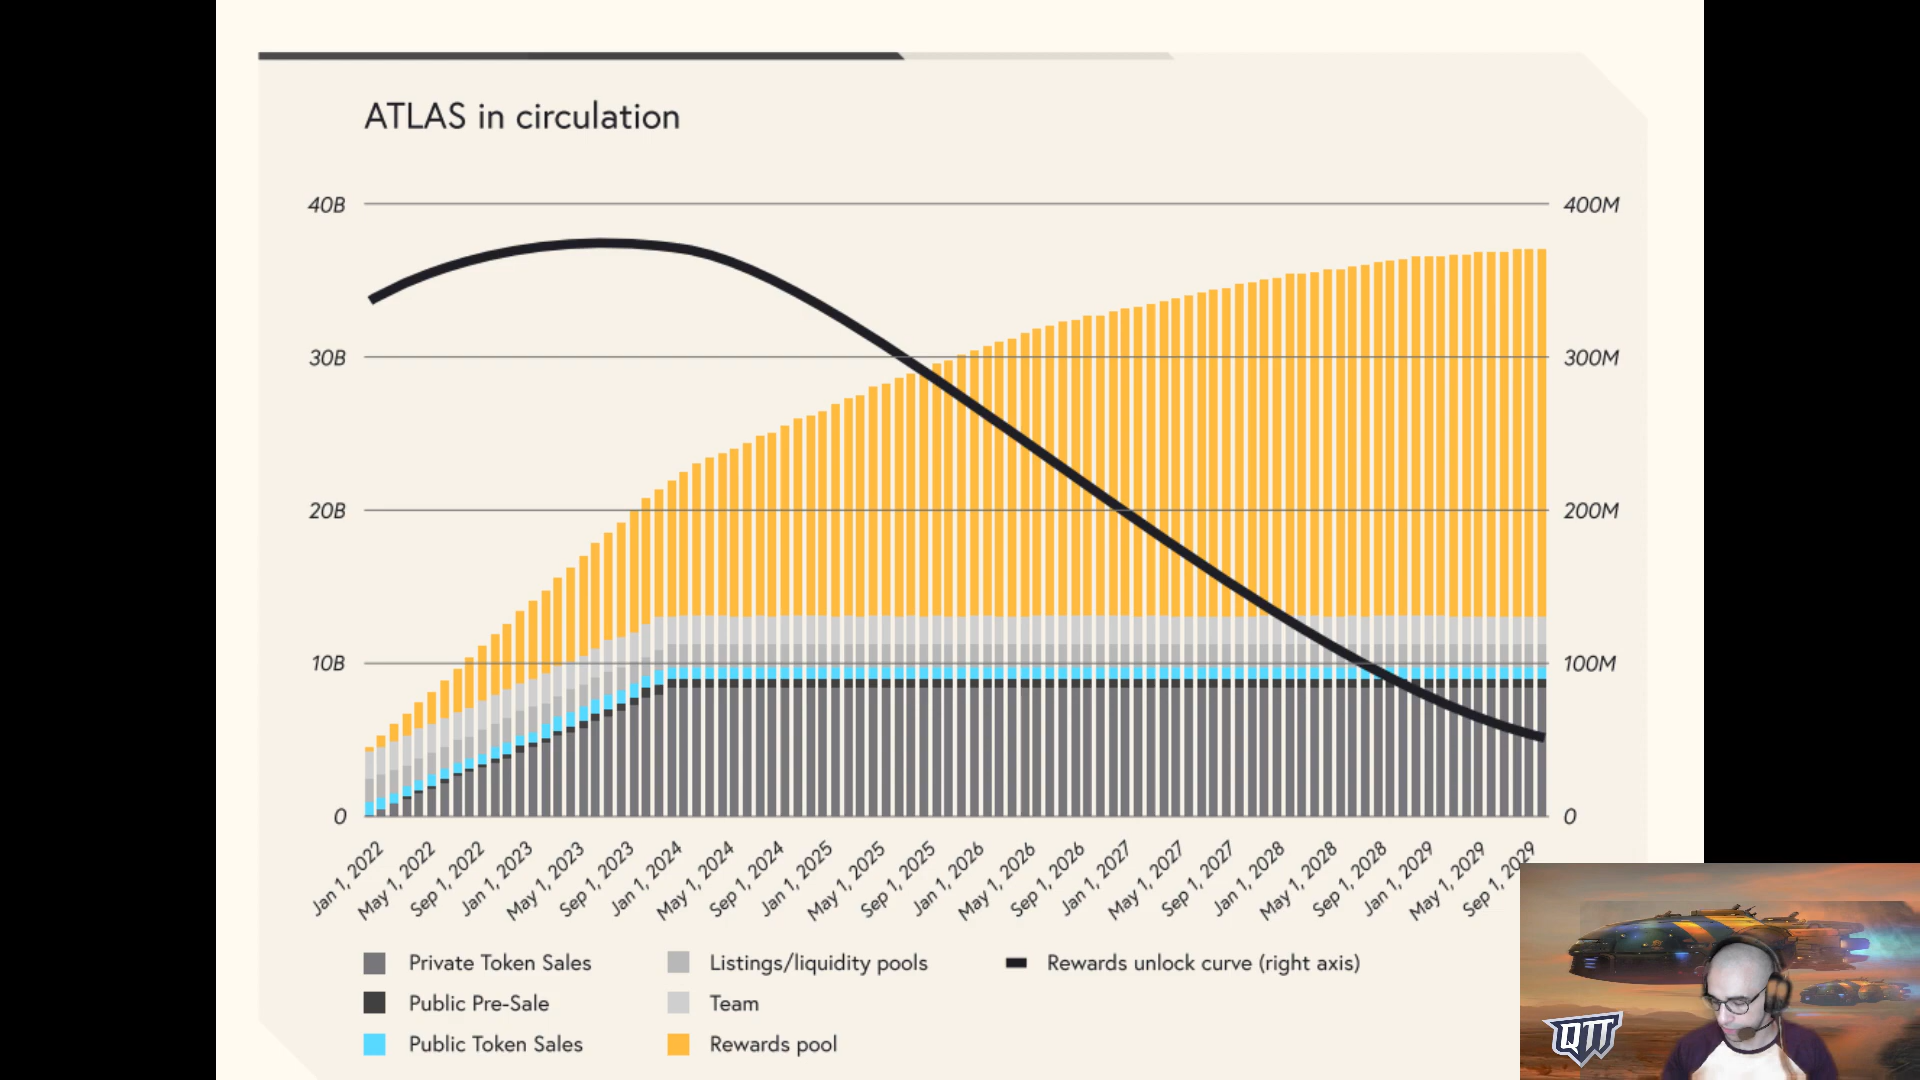 ATLAS in circulation
40B
400M
30B
300M
20B
200M
10B
100M
0
0
Jan 1, 2022
May 1, 2022
Sep 1, 2022
Jan 1, 2023
May 1, 2023
Sep 1, 2023
Jan 1, 2024
May 1, 2024
Sep 1, 2024
Jan 1, 2025
May 1, 2025
Sep 1, 2025
Jan 1, 2026
May 1, 2026
Sep 1, 2026
Jan 1, 2027
May 1, 2027
Sep 1, 2027
Jan 1, 2028
May 1, 2028
Sep 1, 2028
Jan 1, 2029
May 1, 2029
Sep 1, 2029
Private Token Sales
Listings/liquidity pools
Rewards unlock curve (right axis)
Public Pre-Sale
Team
Public Token Sales
Rewards pool